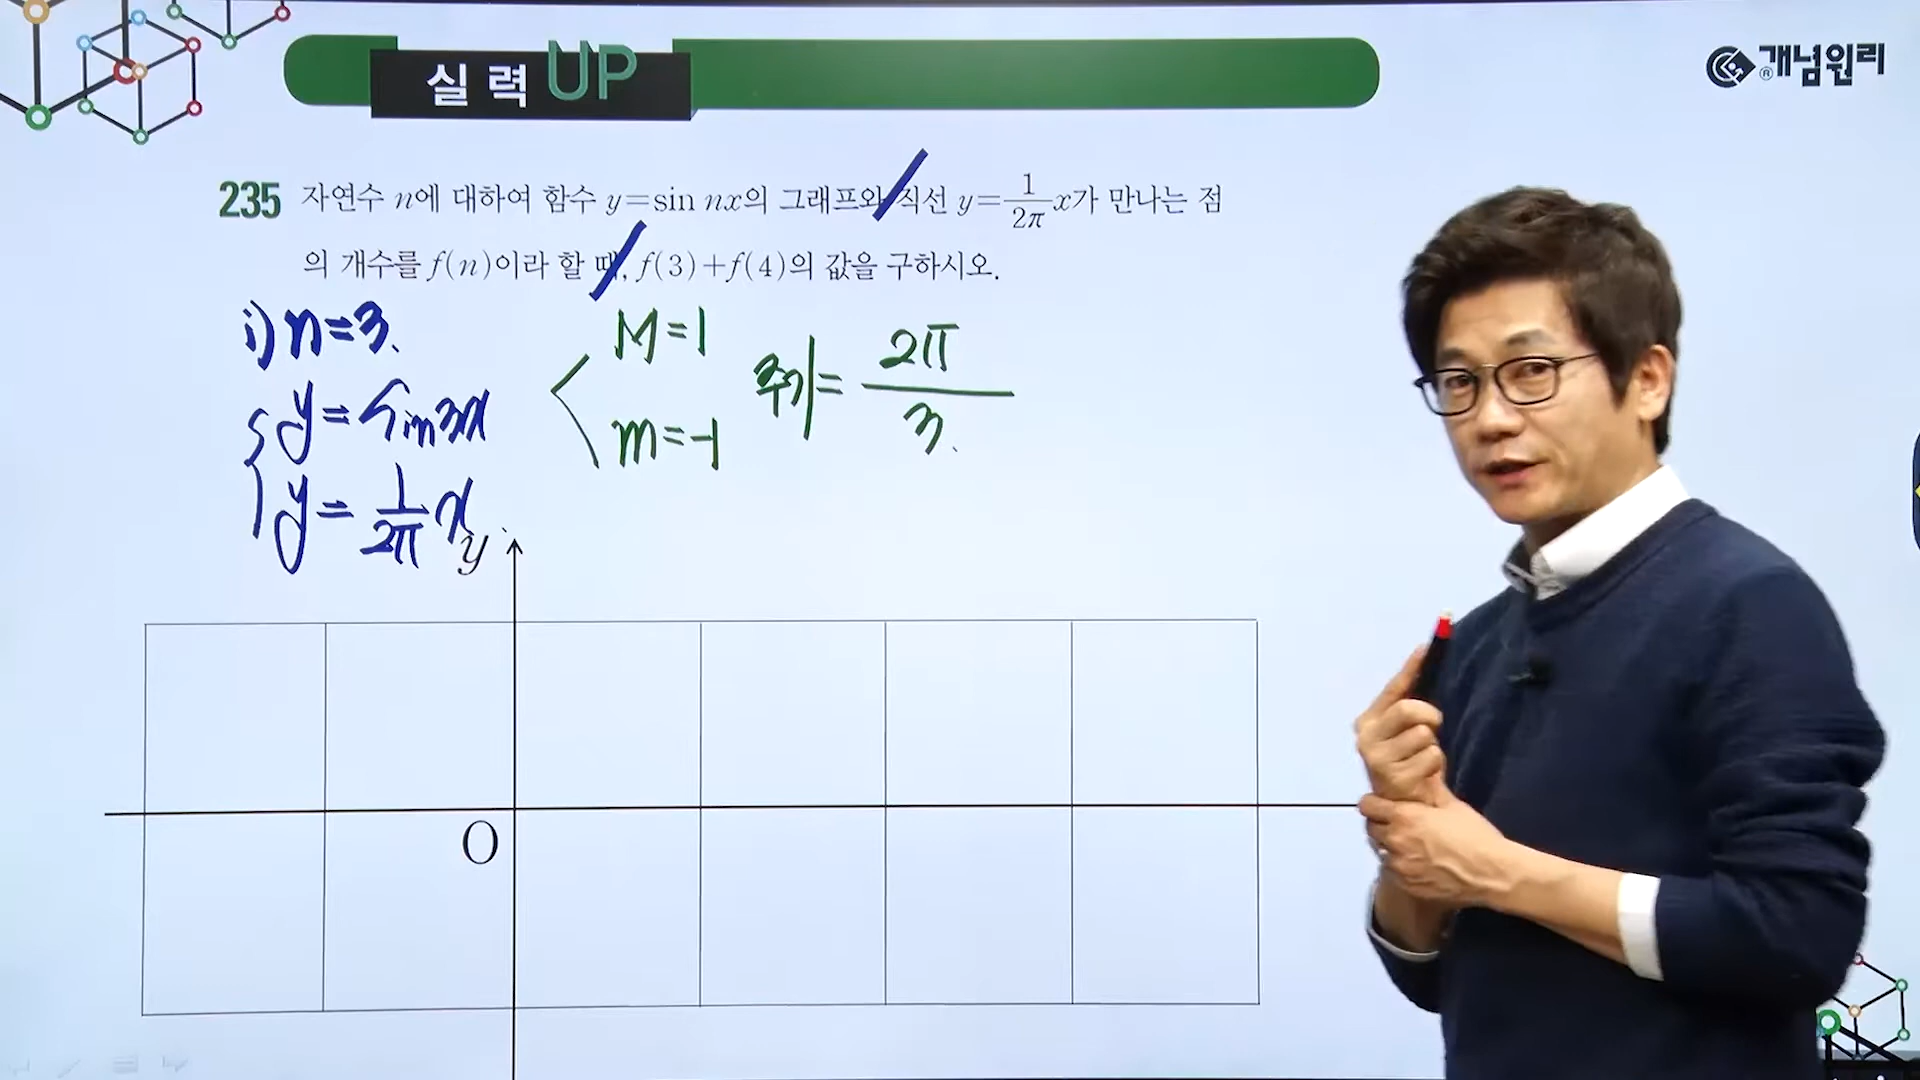 실력 UP
개념원리
235 자연수 n에 대하여 함수 y=sin nx의 그래프와 직선 y=\frac{1}{2π}x가 만나는 점
의 개수를 f(n)이라 할 때, f(3)+f(4)의 값을 구하시오.
i) n=3.
y=sin3x
y=\frac{1}{2π}x
M=1
m=-1
주기=\frac{2π}{3}
y
O